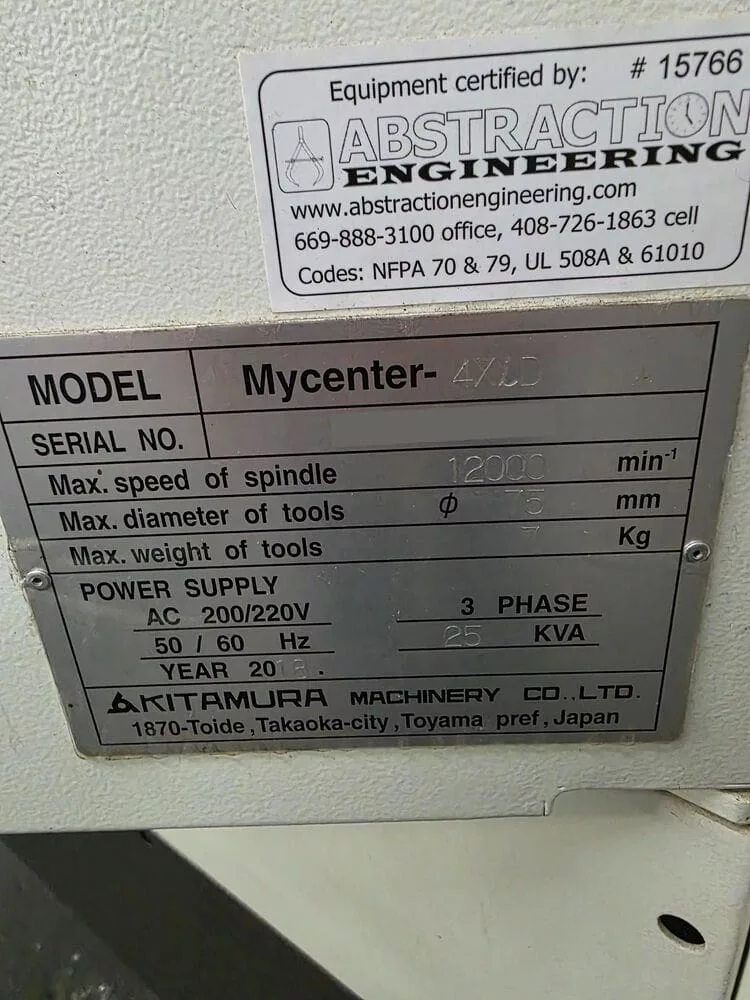 Equipment certified by: # 15766
ABSTRACTION
ENGINEERING
www.abstractionengineering.com
669-888-3100 office, 408-726-1863 cell
Codes: NFPA 70 & 79, UL 508A & 61010
MODEL Mycenter-
SERIAL NO.
Max. speed of spindle 12000 min-1
Max. diameter of tools ϕ 75 mm
Max. weight of tools 7 Kg
POWER SUPPLY
AC 200/220V 3 PHASE
50 / 60 Hz 25 KVA
YEAR 2013.
KITAMURA MACHINERY CO.,LTD.
1870-Toide, Takaoka-city, Toyama pref, Japan